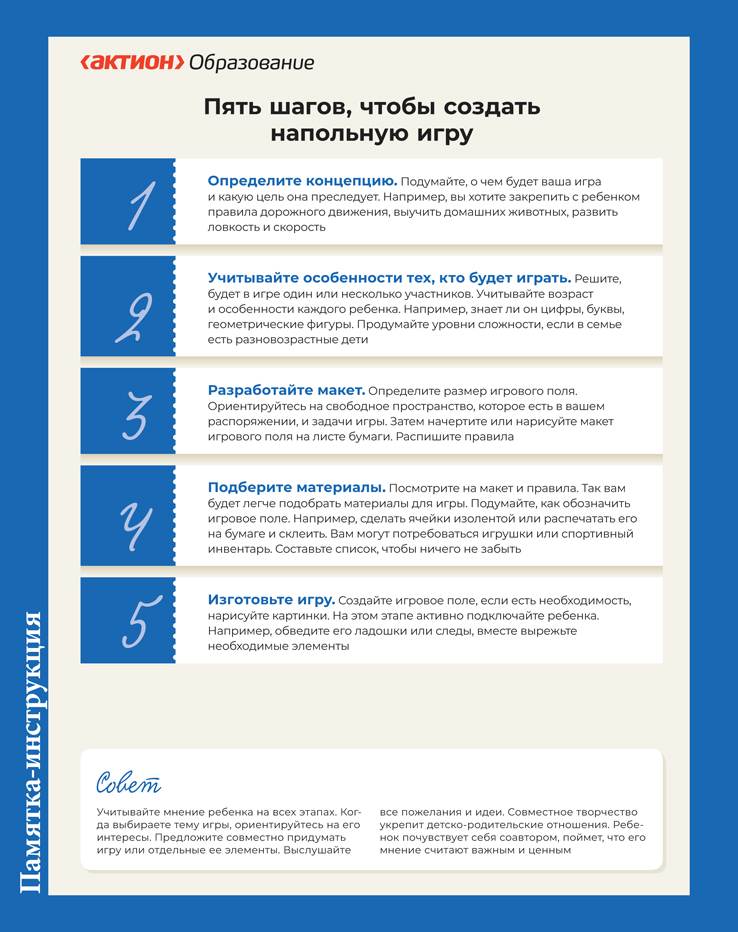 ‹актион› Образование
Пять шагов, чтобы создать
напольную игру
1
Определите концепцию. Подумайте, о чем будет ваша игра
и какую цель она преследует. Например, вы хотите закрепить с ребенком
правила дорожного движения, выучить домашних животных, развить
ловкость и скорость
2
Учитывайте особенности тех, кто будет играть. Решите,
будет в игре один или несколько участников. Учитывайте возраст
и особенности каждого ребенка. Например, знает ли он цифры, буквы,
геометрические фигуры. Продумайте уровни сложности, если в семье
есть разновозрастные дети
3
Разработайте макет. Определите размер игрового поля.
Ориентируйтесь на свободное пространство, которое есть в вашем
распоряжении, и задачи игры. Затем начертите или нарисуйте макет
игрового поля на листе бумаги. Распишите правила
4
Подберите материалы. Посмотрите на макет и правила. Так вам
будет легче подобрать материалы для игры. Подумайте, как обозначить
игровое поле. Например, сделать ячейки изолентой или распечатать его
на бумаге и склеить. Вам могут потребоваться игрушки или спортивный
инвентарь. Составьте список, чтобы ничего не забыть
5
Изготовьте игру. Создайте игровое поле, если есть необходимость,
нарисуйте картинки. На этом этапе активно подключайте ребенка.
Например, обведите его ладошки или следы, вместе вырежьте
необходимые элементы
Совет
Учитывайте мнение ребенка на всех этапах. Ког-
да выбираете тему игры, ориентируйтесь на его
интересы. Предложите совместно придумать
игру или отдельные ее элементы. Выслушайте
все пожелания и идеи. Совместное творчество
укрепит детско-родительские отношения. Ребе-
нок почувствует себя соавтором, поймет, что его
мнение считают важным и ценным
Памятка-инструкция